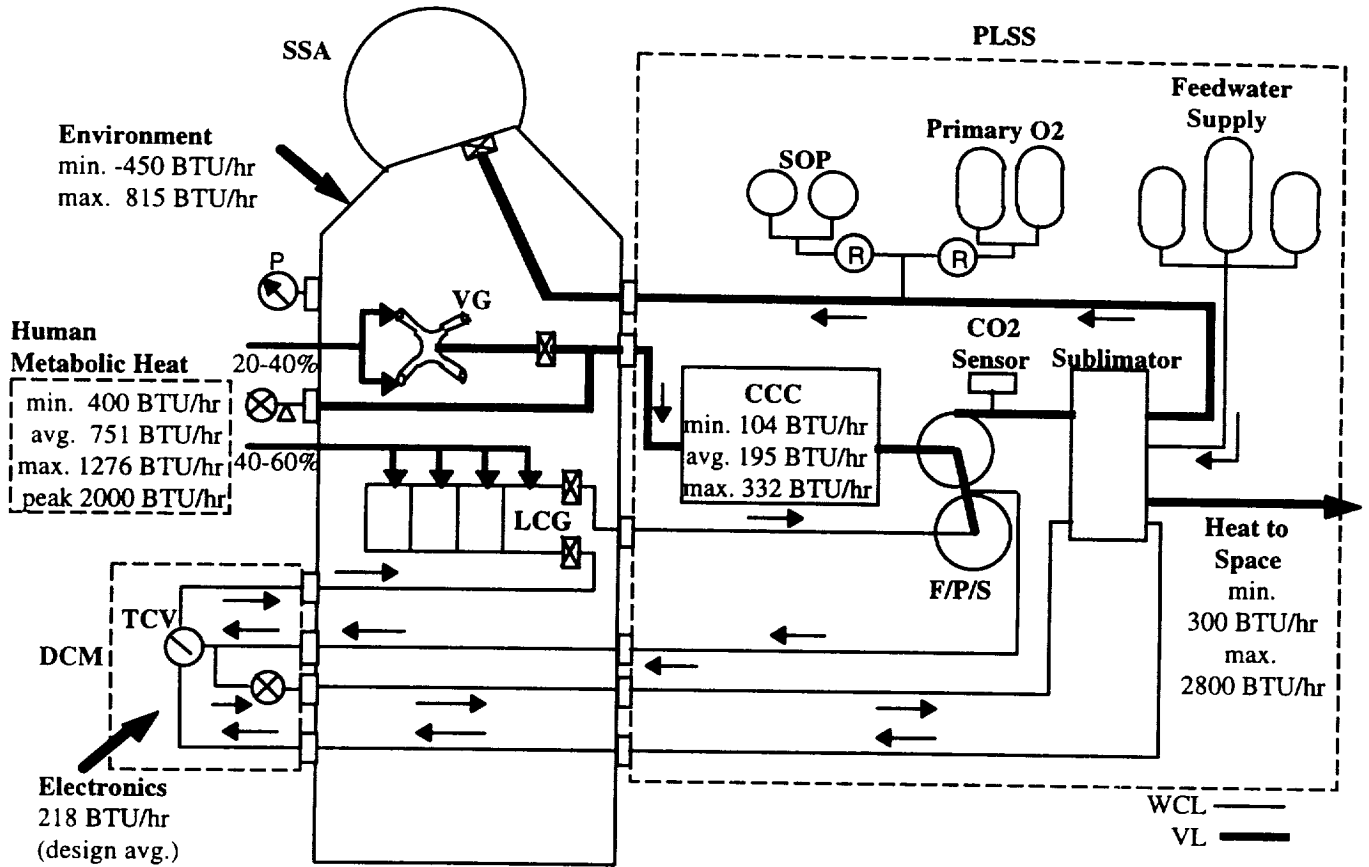 PLSS
SSA
Feedwater
Supply
Primary O2
SOP
Environment
min. -450 BTU/hr
max. 815 BTU/hr
R
R
P
VG
CO2
Sensor
Sublimator
Human
Metabolic Heat
20-40%
min. 400 BTU/hr
avg. 751 BTU/hr
max. 1276 BTU/hr
peak 2000 BTU/hr
40-60%
CCC
min. 104 BTU/hr
avg. 195 BTU/hr
max. 332 BTU/hr
LCG
F/P/S
Heat to
Space
min.
300 BTU/hr
max.
2800 BTU/hr
TCV
DCM
Electronics
218 BTU/hr
(design avg.)
WCL
VL